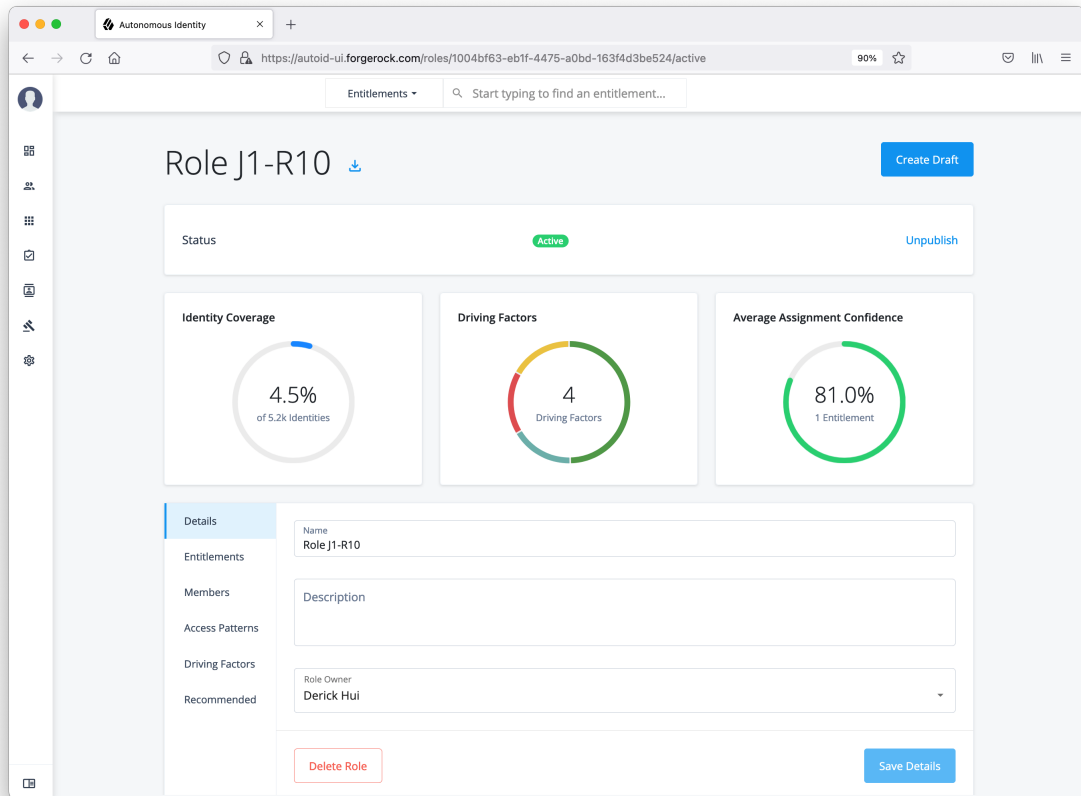 Autonomous Identity
https://autoid-ui.forgerock.com/roles/1004bf63-eb1f-4475-a0bd-163f4d3be524/active
90%
Entitlements
Start typing to find an entitlement...
Role J1-R10
Create Draft
Status
Active
Unpublish
Identity Coverage
4.5%
of 5.2k Identities
Driving Factors
4
Driving Factors
Average Assignment Confidence
81.0%
1 Entitlement
Details
Entitlements
Members
Access Patterns
Driving Factors
Recommended
Name
Role J1-R10
Description
Role Owner
Derick Hui
Delete Role
Save Details